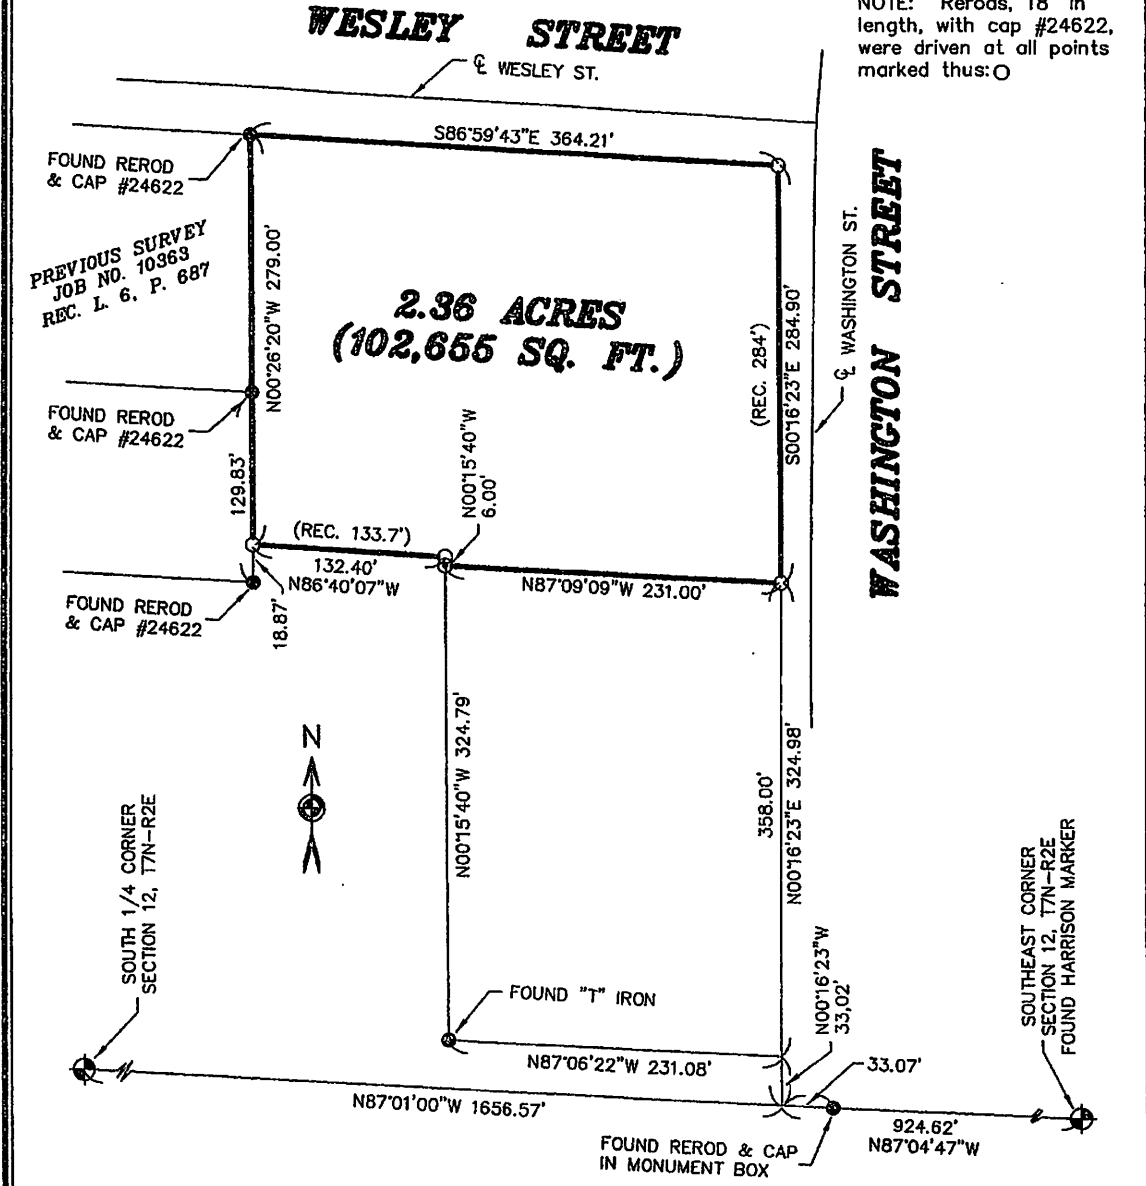 WESLEY STREET
NOTE: Rerods, 18" in
length, with cap #24622,
were driven at all points
marked thus:O
℄ WESLEY ST.
S86°59'43"E 364.21'
FOUND REROD
& CAP #24622
PREVIOUS SURVEY
JOB NO. 10363
REC. L. 6, P. 687
N00°26'20"W 279.00'
2.36 ACRES
(102,655 SQ. FT.)
(REC. 284')
S00°16'23"E 284.90'
℄ WASHINGTON ST.
WASHINGTON STREET
FOUND REROD
& CAP #24622
129.83'
N00°15'40"W
6.00'
(REC. 133.7')
132.40'
N86°40'07"W
N87°09'09"W 231.00'
FOUND REROD
& CAP #24622
18.87'
N00°15'40"W 324.79'
358.00'
N00°16'23"E 324.98'
N
SOUTH 1/4 CORNER
SECTION 12, T7N-R2E
FOUND "T" IRON
N00°16'23"W
33,02'
SOUTHEAST CORNER
SECTION 12, T7N-R2E
FOUND HARRISON MARKER
N87°06'22"W 231.08'
33.07'
N87°01'00"W 1656.57'
924.62'
N87°04'47"W
FOUND REROD & CAP
IN MONUMENT BOX